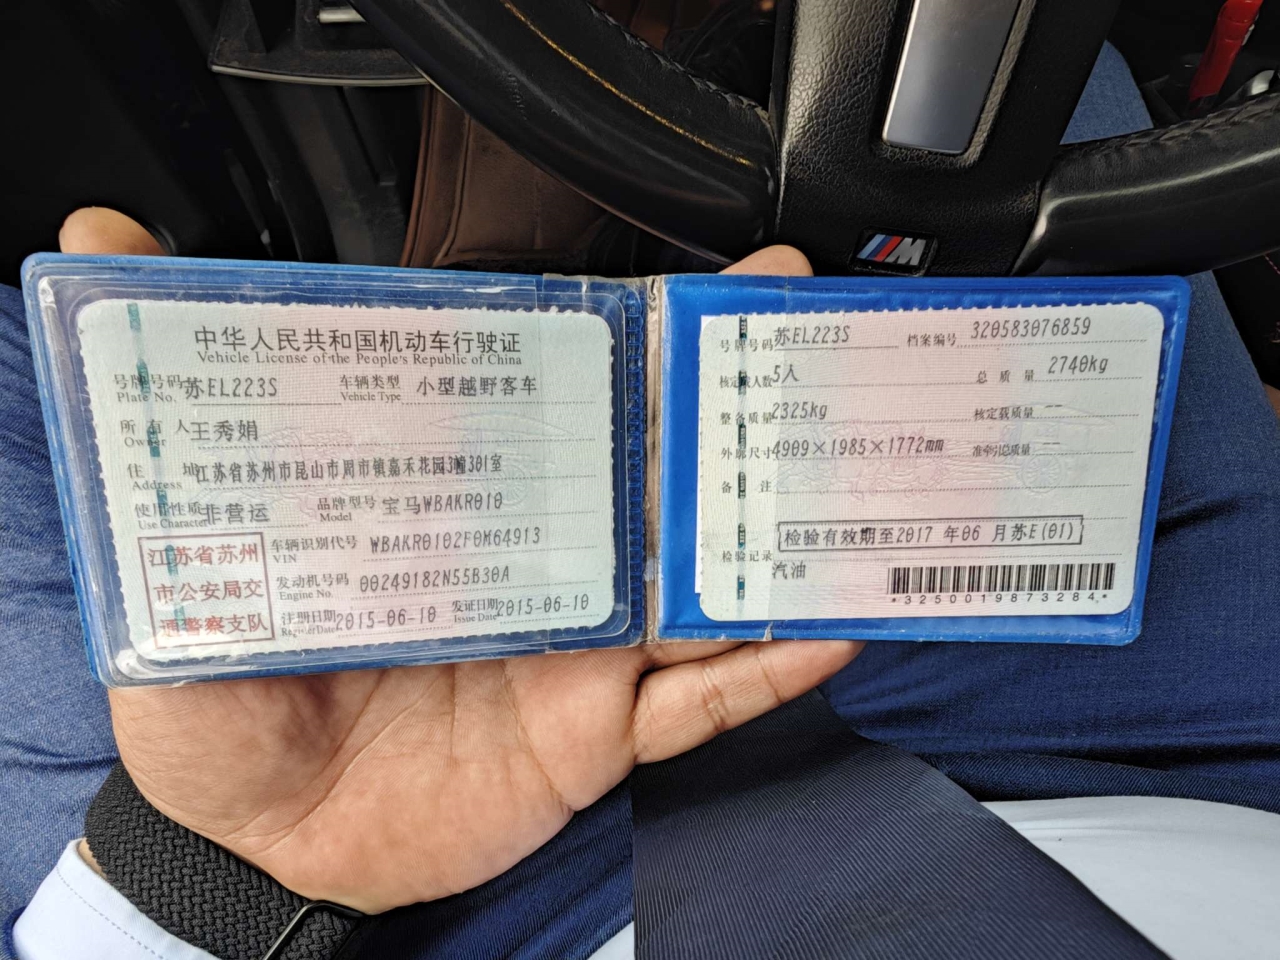 中华人民共和国机动车行驶证
Vehicle License of the People's Republic of China
号牌号码 苏EL223S 车辆类型 小型越野客车
Plate No. Vehicle Type
所有人 王秀娟
Owner
住址 江苏省苏州市昆山市周市镇嘉禾花园3幢301室
Address
使用性质 非营运 品牌型号 宝马WBAKR010
Use Character Model
江苏省苏州
市公安局交
通警察支队
车辆识别代号 WBAKR0102F0M64913
VIN
发动机号码 00249182N55B30A
Engine No.
注册日期 2015-06-10 发证日期 2015-06-10
Register Date Issue Date
号牌号码 苏EL223S 档案编号 320583076859
核定载人数 5人 总质量 2740kg
整备质量 2325kg 核定载质量 --
外廓尺寸 4909×1985×1772mm 准牵引总质量 --
备注
检验记录 检验有效期至2017 年06 月苏E(01)
汽油
*3250019873284*
M